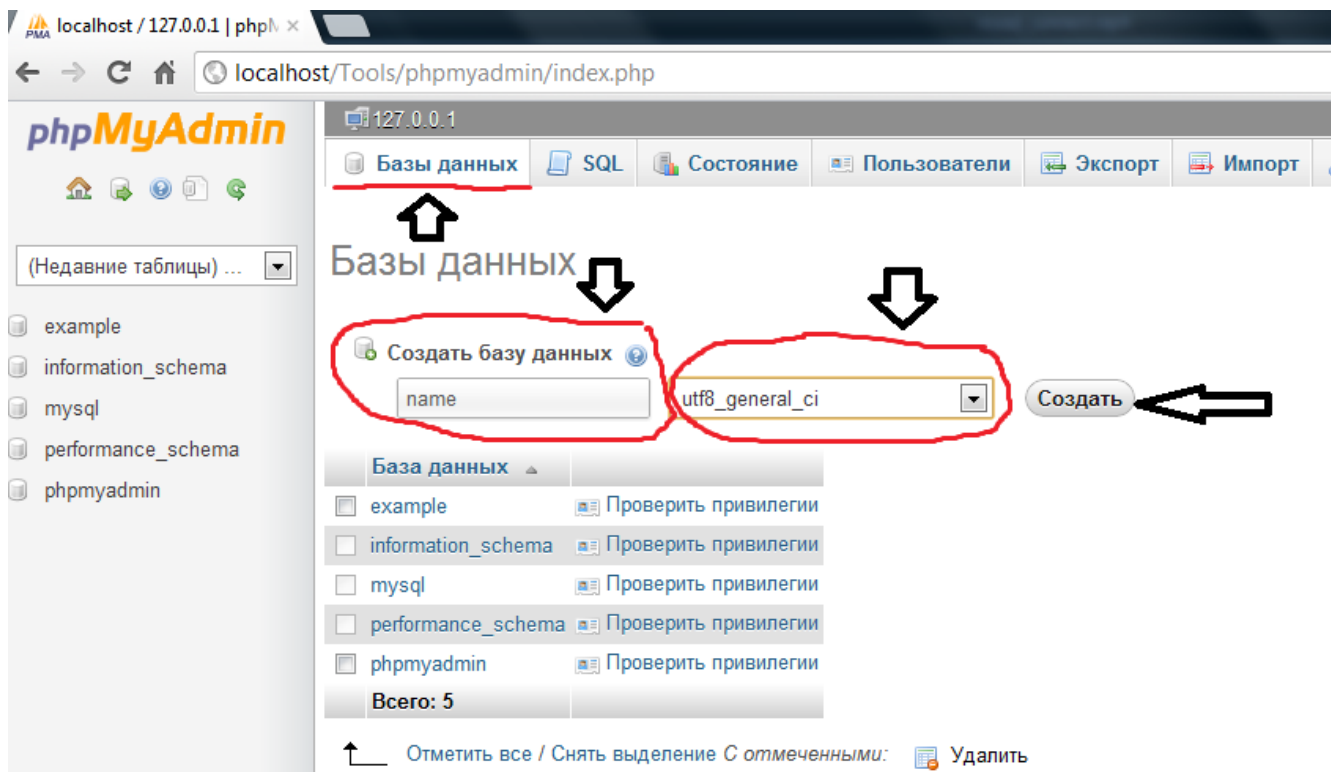 localhost / 127.0.0.1 | phpM
localhost/Tools/phpmyadmin/index.php
phpMyAdmin
(Недавние таблицы) ...
example
information_schema
mysql
performance_schema
phpmyadmin
127.0.0.1
Базы данных SQL Состояние Пользователи Экспорт Импорт
Базы данных
Создать базу данных
name utf8_general_ci Создать
База данных
example Проверить привилегии
information_schema Проверить привилегии
mysql Проверить привилегии
performance_schema Проверить привилегии
phpmyadmin Проверить привилегии
Всего: 5
Отметить все / Снять выделение С отмеченными: Удалить